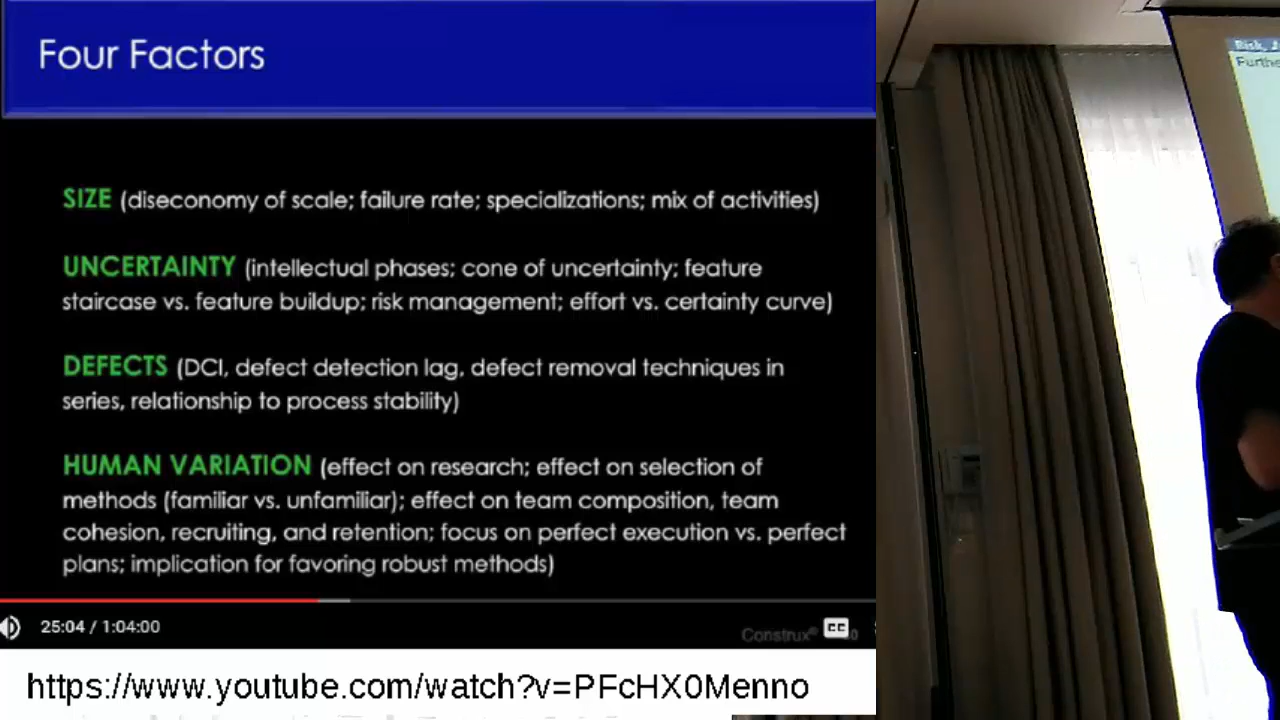 Four Factors
SIZE (diseconomy of scale; failure rate; specializations; mix of activities)
UNCERTAINTY (intellectual phases; cone of uncertainty; feature
staircase vs. feature buildup; risk management; effort vs. certainty curve)
DEFECTS (DCI, defect detection lag, defect removal techniques in
series, relationship to process stability)
HUMAN VARIATION (effect on research; effect on selection of
methods (familiar vs. unfamiliar); effect on team composition, team
cohesion, recruiting, and retention; focus on perfect execution vs. perfect
plans; implication for favoring robust methods)
25:04 / 1:04:00
Construx® CC
https://www.youtube.com/watch?v=PFcHX0Menno
Risk,
Furthe